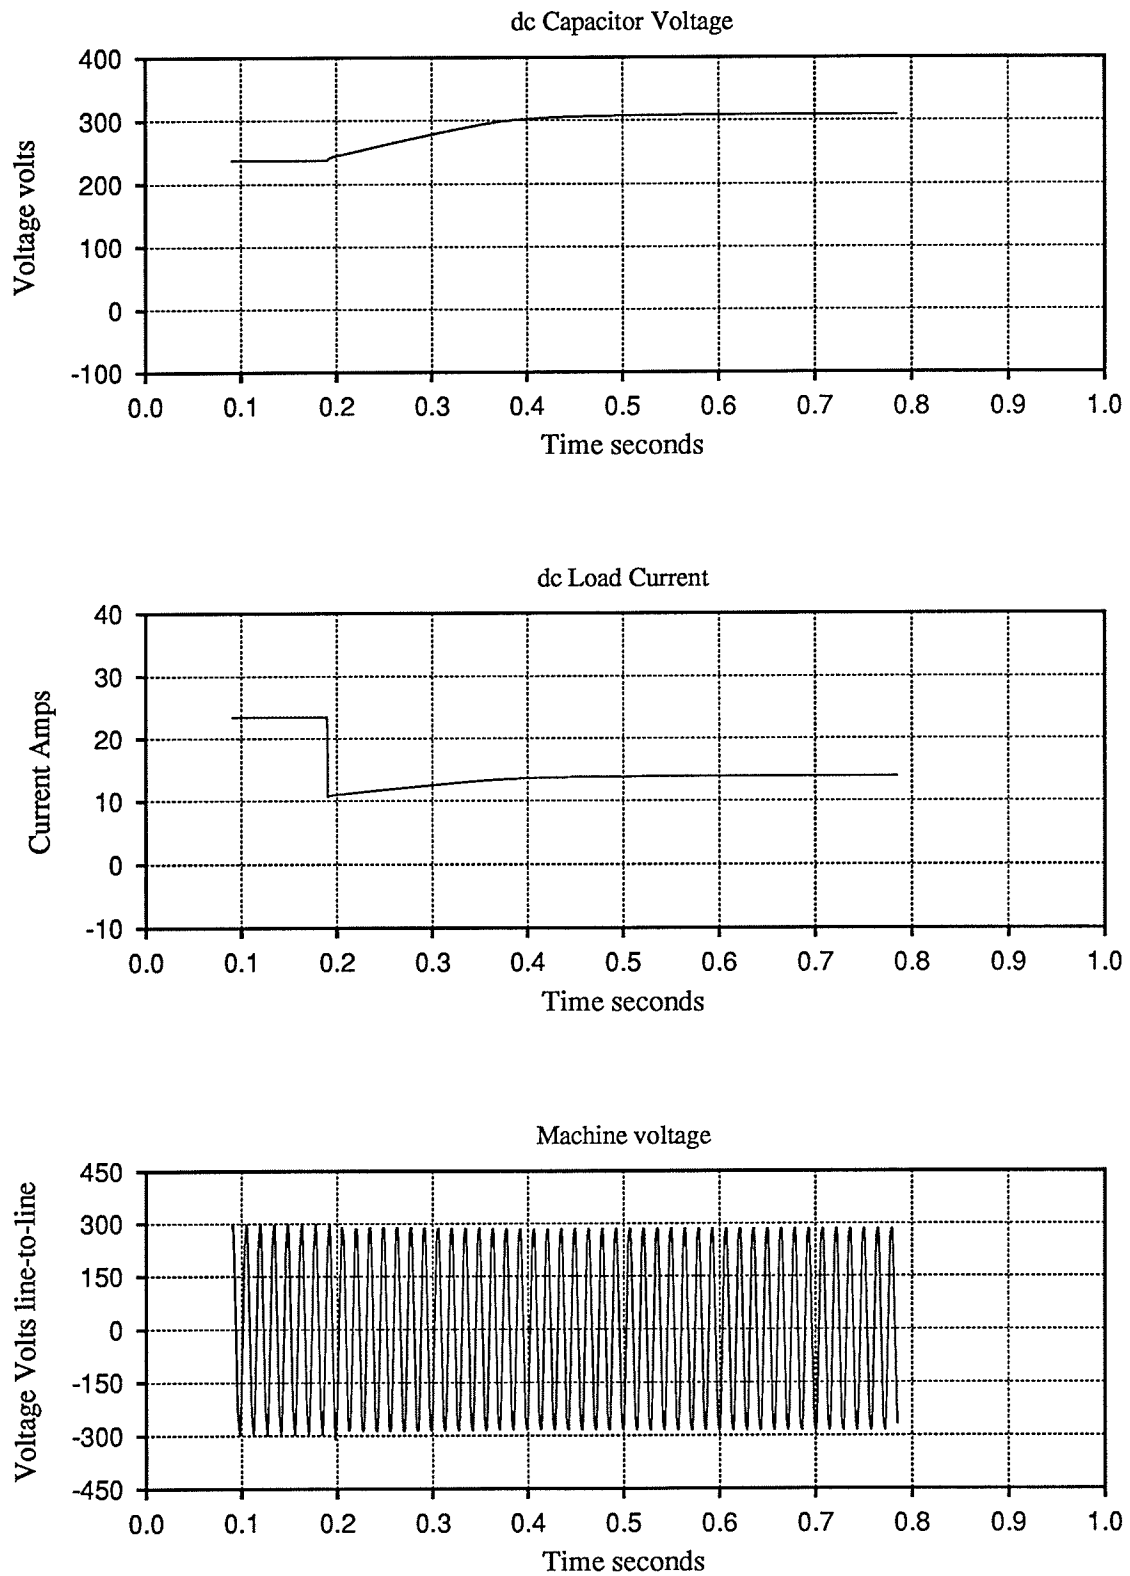 dc Capacitor Voltage
400
300
200
100
0
-100
Voltage volts
0.0 0.1 0.2 0.3 0.4 0.5 0.6 0.7 0.8 0.9 1.0
Time seconds
dc Load Current
40
30
20
10
0
-10
Current Amps
0.0 0.1 0.2 0.3 0.4 0.5 0.6 0.7 0.8 0.9 1.0
Time seconds
Machine voltage
450
300
150
0
-150
-300
-450
Voltage Volts line-to-line
0.0 0.1 0.2 0.3 0.4 0.5 0.6 0.7 0.8 0.9 1.0
Time seconds